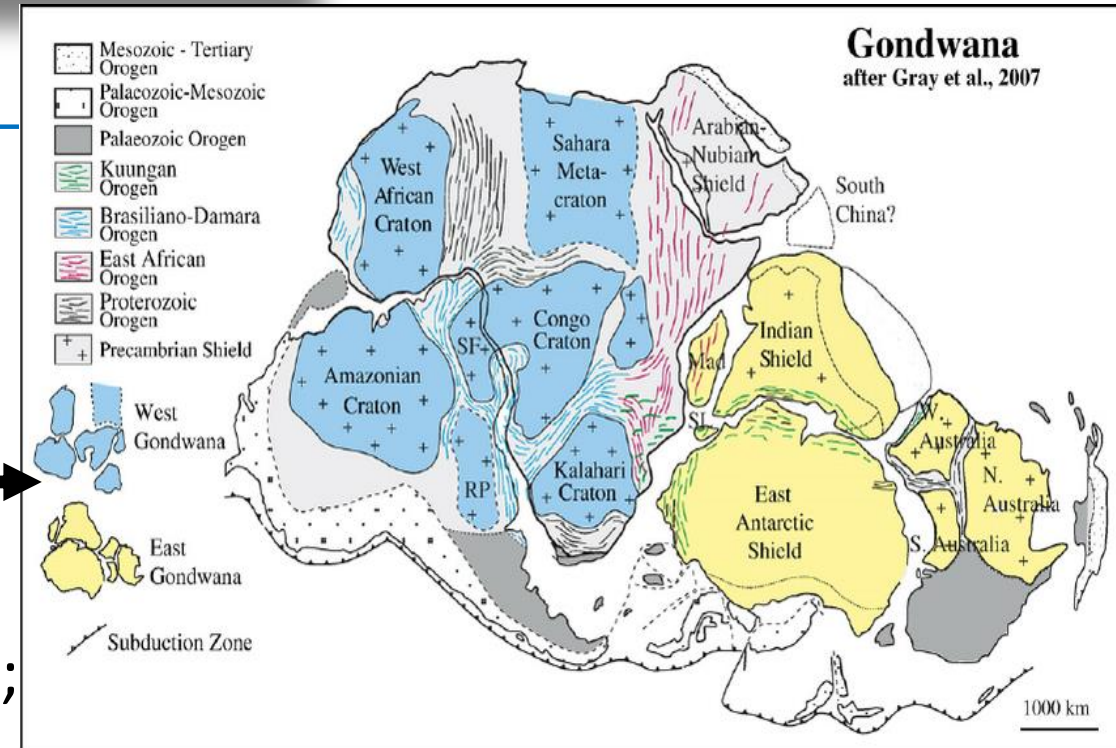 Gondwana
after Gray et al., 2007
Mesozoic - Tertiary
Orogen
Palaeozoic-Mesozoic
Orogen
Palaeozoic Orogen
Kuungan
Orogen
Brasiliano-Damara
Orogen
East African
Orogen
Proterozoic
Orogen
Precambrian Shield
West
Gondwana
East
Gondwana
Subduction Zone
;
West
African
Craton
Sahara
Meta-
craton
Arabian-
Nubian
Shield
South
China?
Amazonian
Craton
SF
Congo
Craton
Mad
Indian
Shield
SL
RP
Kalahari
Craton
East
Antarctic
Shield
W.
Australia
N.
Australia
S. Australia
1000 km